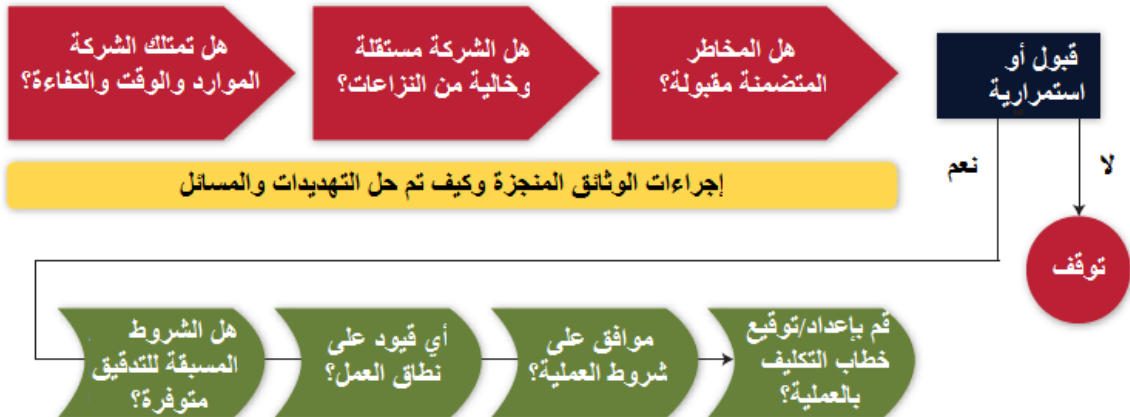 هل تمتلك الشركة
الموارد والوقت والكفاءة؟
هل الشركة مستقلة
وخالية من النزاعات؟
هل المخاطر
المتضمنة مقبولة؟
قبول أو
استمرارية
نعم
لا
إجراءات الوثائق المنجزة وكيف تم حل التهديدات والمسائل
توقف
هل الشروط
المسبقة للتدقيق
متوفرة؟
أي قيود على
نطاق العمل؟
موافق على
شروط العملية؟
قم بإعداد/توقيع
خطاب التكليف
بالعملية؟